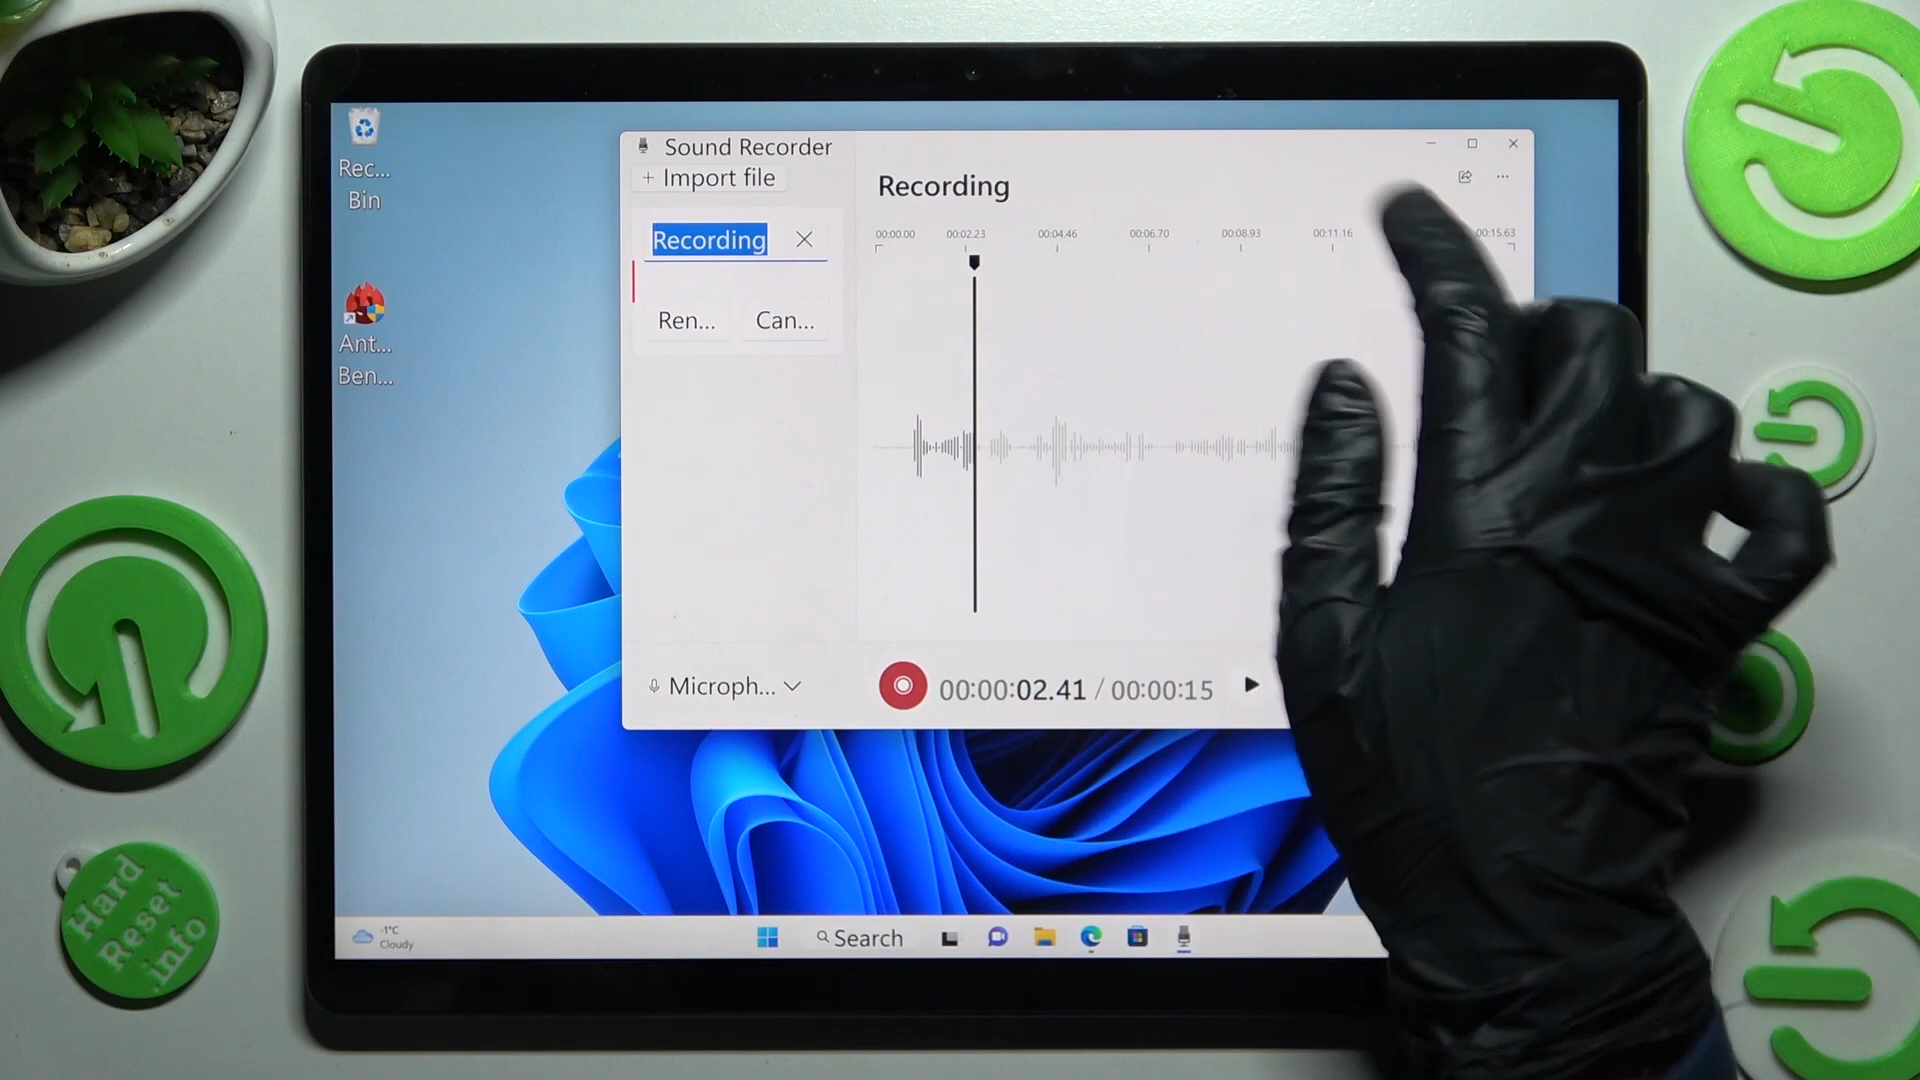 Rec...
Bin
Ant...
Ben...
Sound Recorder
+ Import file
Recording
Ren...
Can...
Recording
00:00.00
00:02.23
00:04.46
00:06.70
00:08.93
00:11.16
00:15.63
Microph...
00:00:02.41 / 00:00:15
-1°C
Cloudy
Search
Hard
Reset
.info